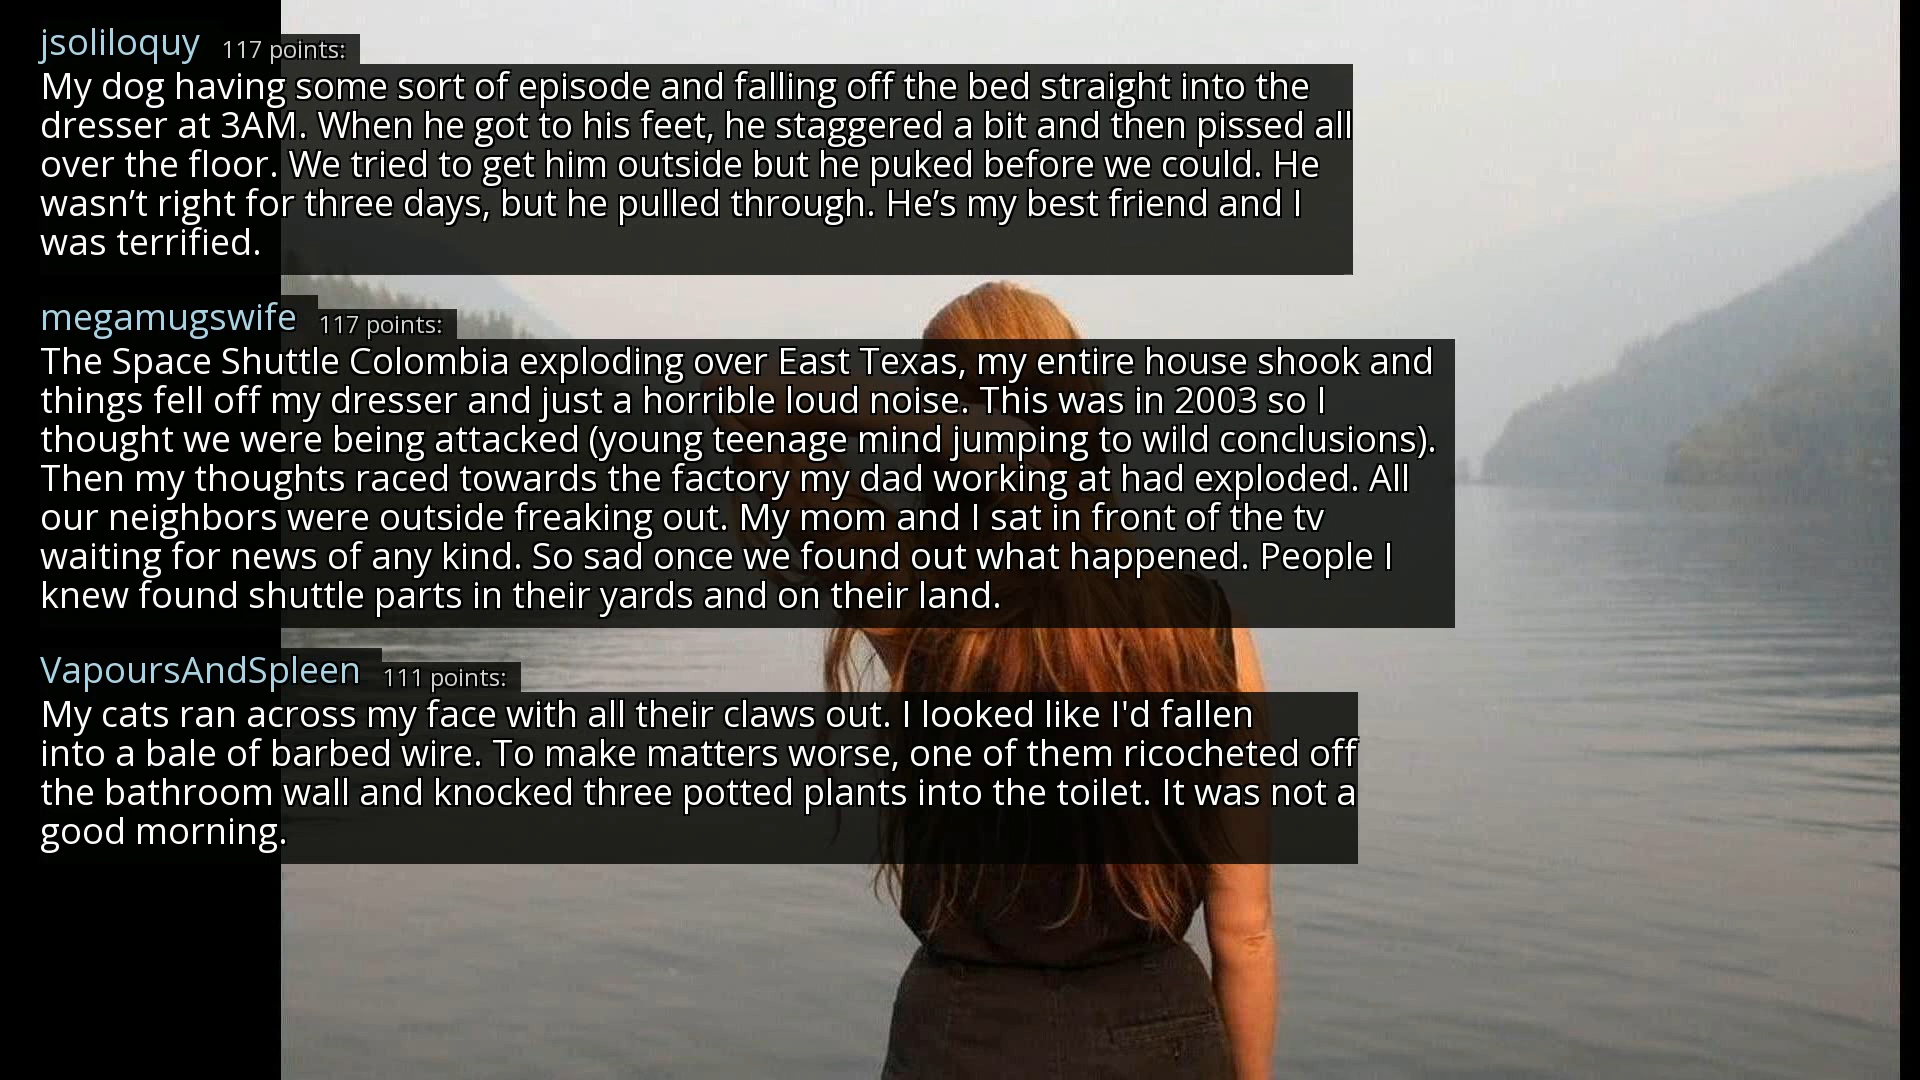 jsoliloquy 117 points:
My dog having some sort of episode and falling off the bed straight into the
dresser at 3AM. When he got to his feet, he staggered a bit and then pissed all
over the floor. We tried to get him outside but he puked before we could. He
wasn’t right for three days, but he pulled through. He’s my best friend and I
was terrified.
megamugswife 117 points:
The Space Shuttle Colombia exploding over East Texas, my entire house shook and
things fell off my dresser and just a horrible loud noise. This was in 2003 so I
thought we were being attacked (young teenage mind jumping to wild conclusions).
Then my thoughts raced towards the factory my dad working at had exploded. All
our neighbors were outside freaking out. My mom and I sat in front of the tv
waiting for news of any kind. So sad once we found out what happened. People I
knew found shuttle parts in their yards and on their land.
VapoursAndSpleen 111 points:
My cats ran across my face with all their claws out. I looked like I'd fallen
into a bale of barbed wire. To make matters worse, one of them ricocheted off
the bathroom wall and knocked three potted plants into the toilet. It was not a
good morning.